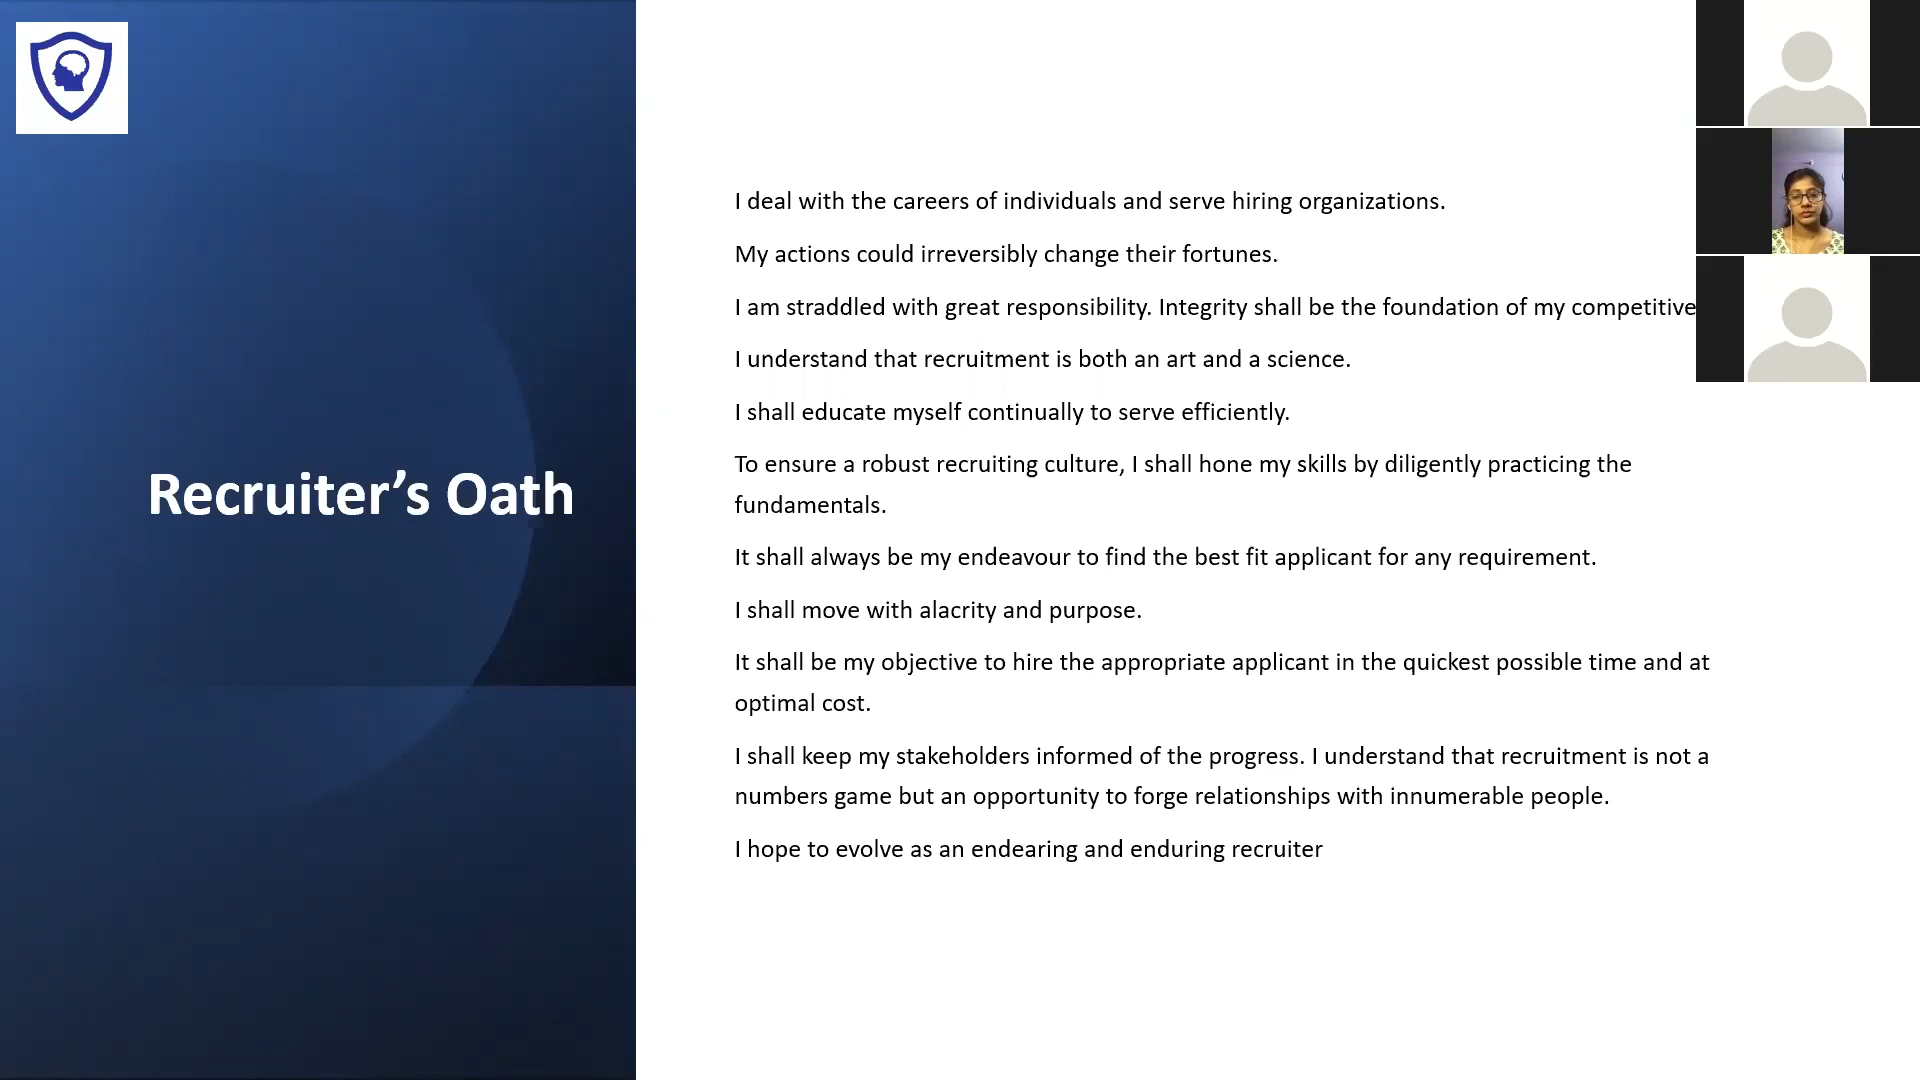 Recruiter’s Oath
I deal with the careers of individuals and serve hiring organizations.
My actions could irreversibly change their fortunes.
I am straddled with great responsibility. Integrity shall be the foundation of my competitive
I understand that recruitment is both an art and a science.
I shall educate myself continually to serve efficiently.
To ensure a robust recruiting culture, I shall hone my skills by diligently practicing the
fundamentals.
It shall always be my endeavour to find the best fit applicant for any requirement.
I shall move with alacrity and purpose.
It shall be my objective to hire the appropriate applicant in the quickest possible time and at
optimal cost.
I shall keep my stakeholders informed of the progress. I understand that recruitment is not a
numbers game but an opportunity to forge relationships with innumerable people.
I hope to evolve as an endearing and enduring recruiter